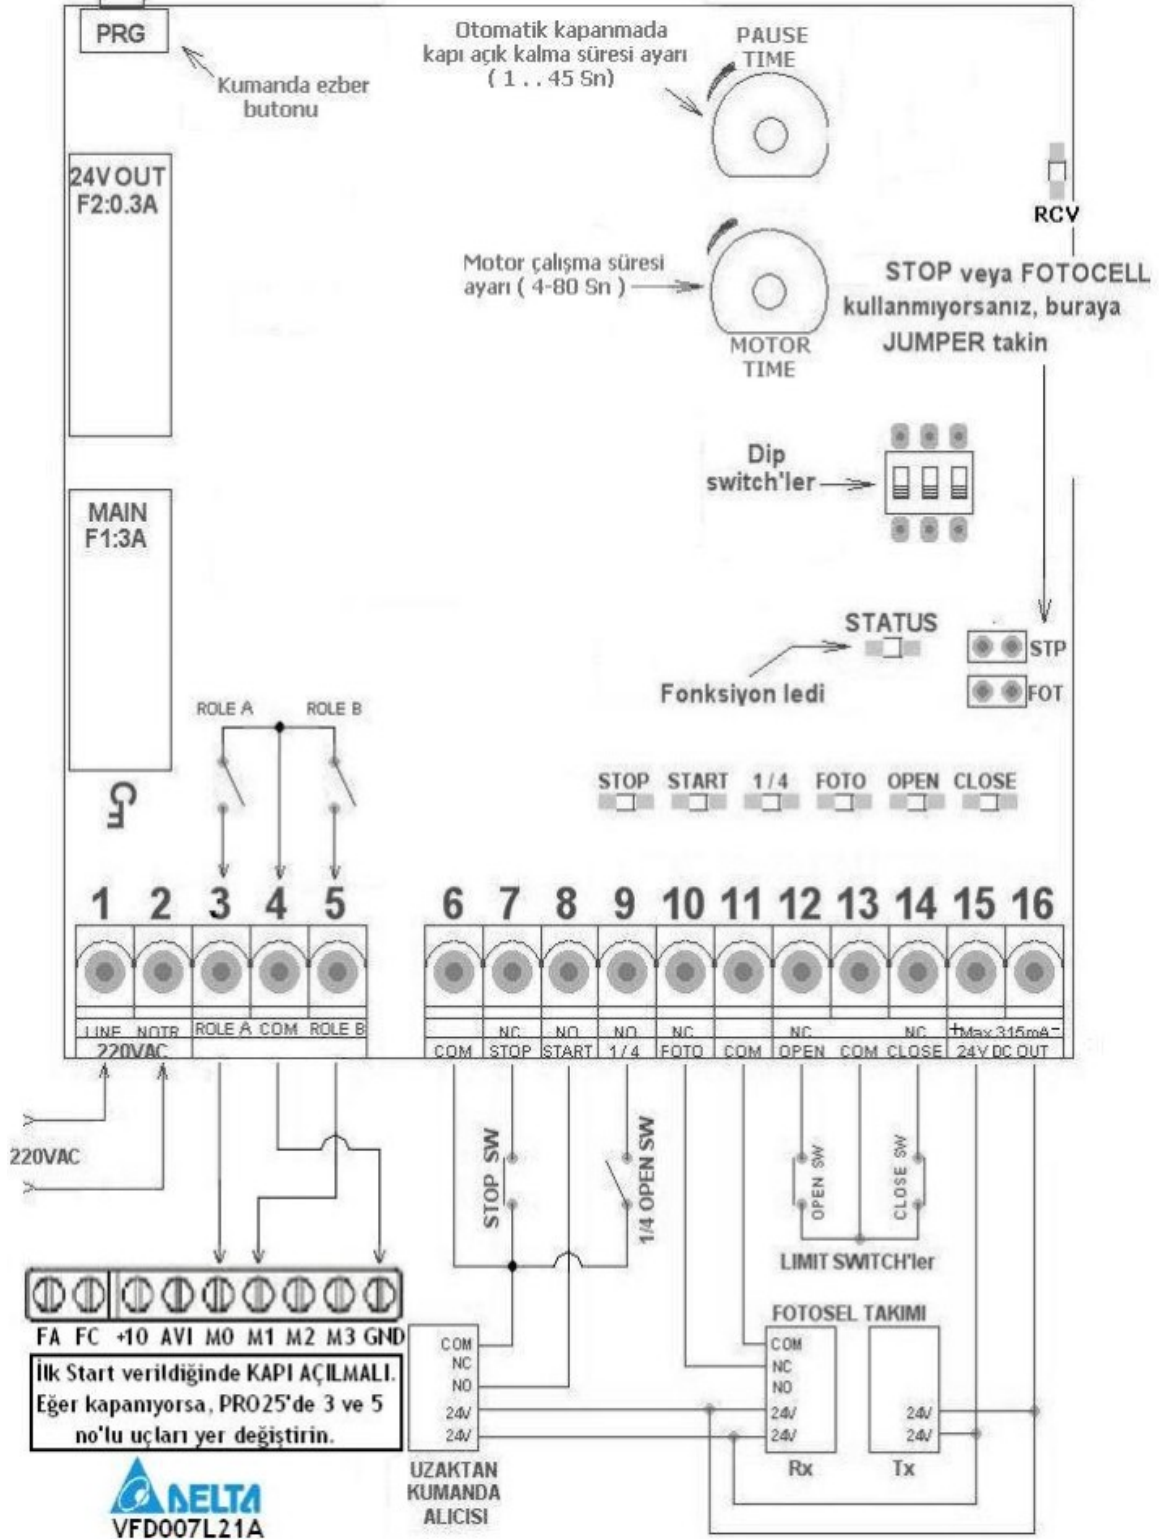 PRG
Kumanda ezber
butonu
Otomatik kapanmada
kapı açık kalma süresi ayarı
( 1 . . 45 Sn)
PAUSE
TIME
24V OUT
F2:0.3A
RCV
Motor çalışma süresi
ayarı ( 4-80 Sn )
MOTOR
TIME
STOP veya FOTOCELL
kullanmıyorsanız, buraya
JUMPER takin
Dip
switch'ler
MAIN
F1:3A
STATUS
Fonksiyon ledi
STP
FOT
ROLE A
ROLE B
STOP START 1/4 FOTO OPEN CLOSE
1 2 3 4 5 6 7 8 9 10 11 12 13 14 15 16
LINE NOTR ROLE A COM ROLE B
220VAC
NC NO NO NC NC NC +Max.315mA-
COM STOP START 1/4 FOTO COM OPEN COM CLOSE 24V DC OUT
220VAC
STOP SW
1/4 OPEN SW
OPEN SW
CLOSE SW
LIMIT SWITCH'ler
FA FC +10 AVI M0 M1 M2 M3 GND
İlk Start verildiğinde KAPI AÇILMALI.
Eğer kapanıyorsa, PRO25'de 3 ve 5
no'lu uçları yer değiştirin.
DELTA
VFD007L21A
COM
NC
NO
24V
24V
UZAKTAN
KUMANDA
ALICISI
FOTOSEL TAKIMI
COM
NC
NO
24V
24V
Rx
24V
24V
Tx